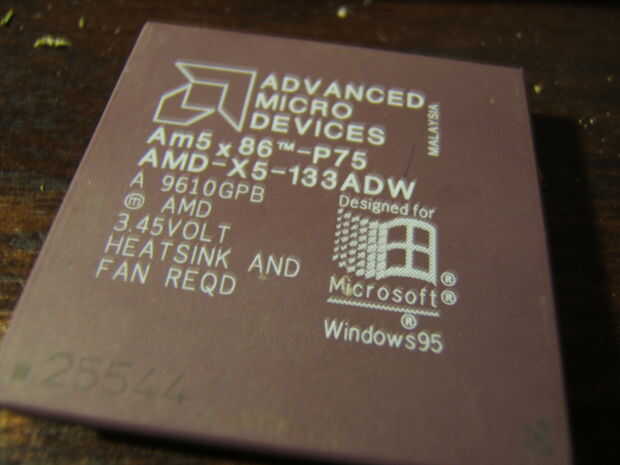 ADVANCED
MICRO
DEVICES
MALAYSIA
Am5x86™-P75
AMD-X5-133ADW
A 9610GPB
ⓜ AMD
3.45VOLT
HEATSINK AND
FAN REQD
Designed for
Microsoft®
®
Windows95
25544